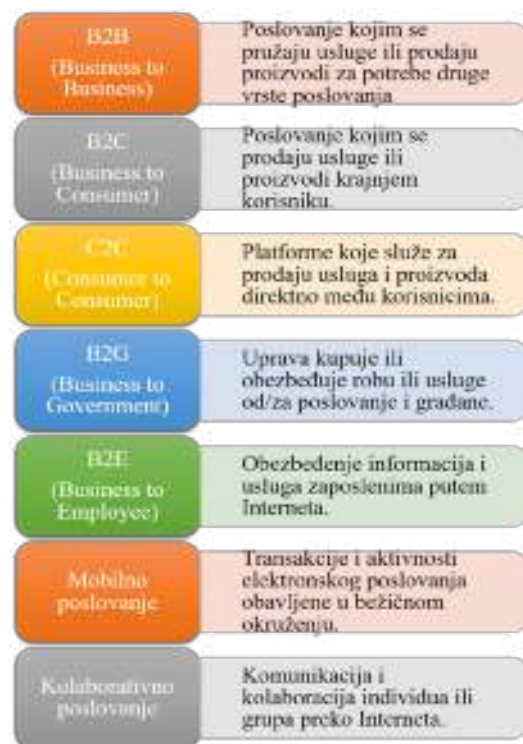 B2B
(Business to
Business)
Poslovanje kojim se
pružaju usluge ili prodaju
proizvodi za potrebe druge
vrste poslovanja
B2C
(Business to
Consumer)
Poslovanje kojim se
prodaju usluge ili
proizvodi krajnjem
korisniku.
C2C
(Consumer to
Consumer)
Platforme koje služe za
prodaju usluga i proizvoda
direktno među korisnicima.
B2G
(Business to
Government)
Uprava kupuje ili
obezbeđuje robu ili usluge
od/za poslovanje i građane.
B2E
(Business to
Employee)
Obezbeđenje informacija i
usluga zaposlenima putem
Interneta.
Mobilno
poslovanje
Transakcije i aktivnosti
elektronskog poslovanja
obavljene u bežičnom
okruženju.
Kolaborativno
poslovanje
Komunikacija i
kolaboracija individua ili
grupa preko Interneta.